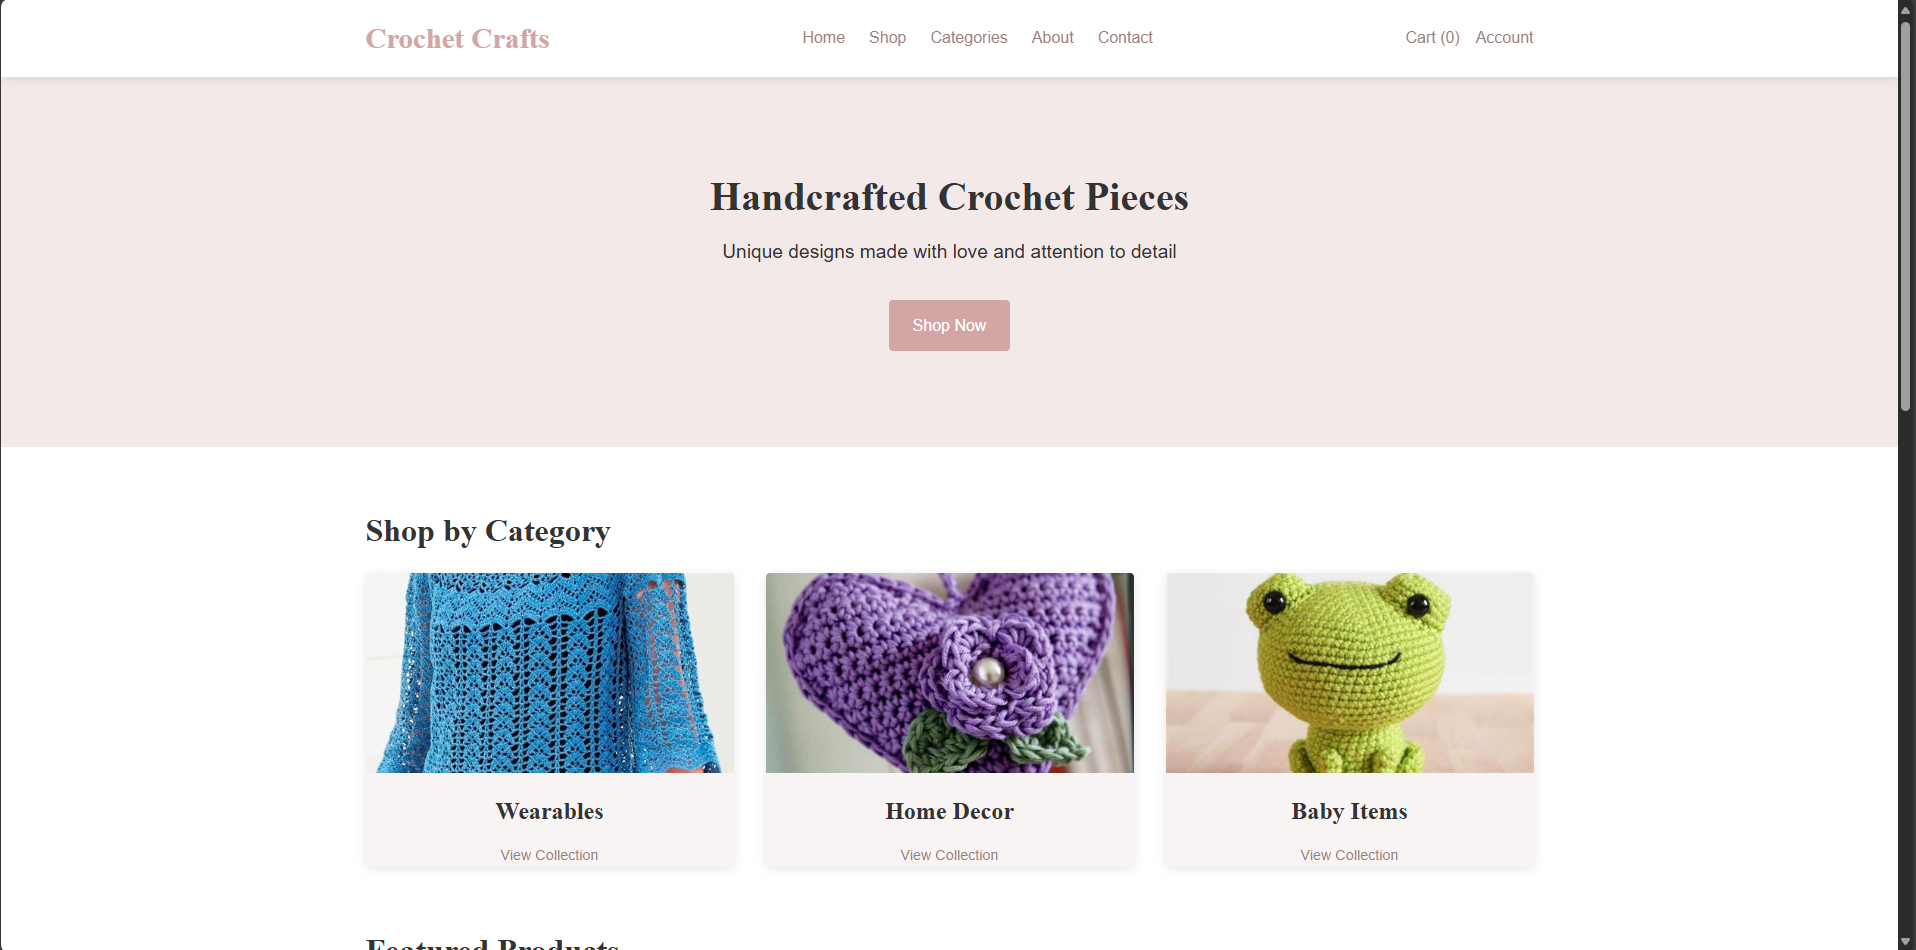 Crochet Crafts
Home Shop Categories About Contact
Cart (0) Account
Handcrafted Crochet Pieces
Unique designs made with love and attention to detail
Shop Now
Shop by Category
Wearables
View Collection
Home Decor
View Collection
Baby Items
View Collection
Featured Products